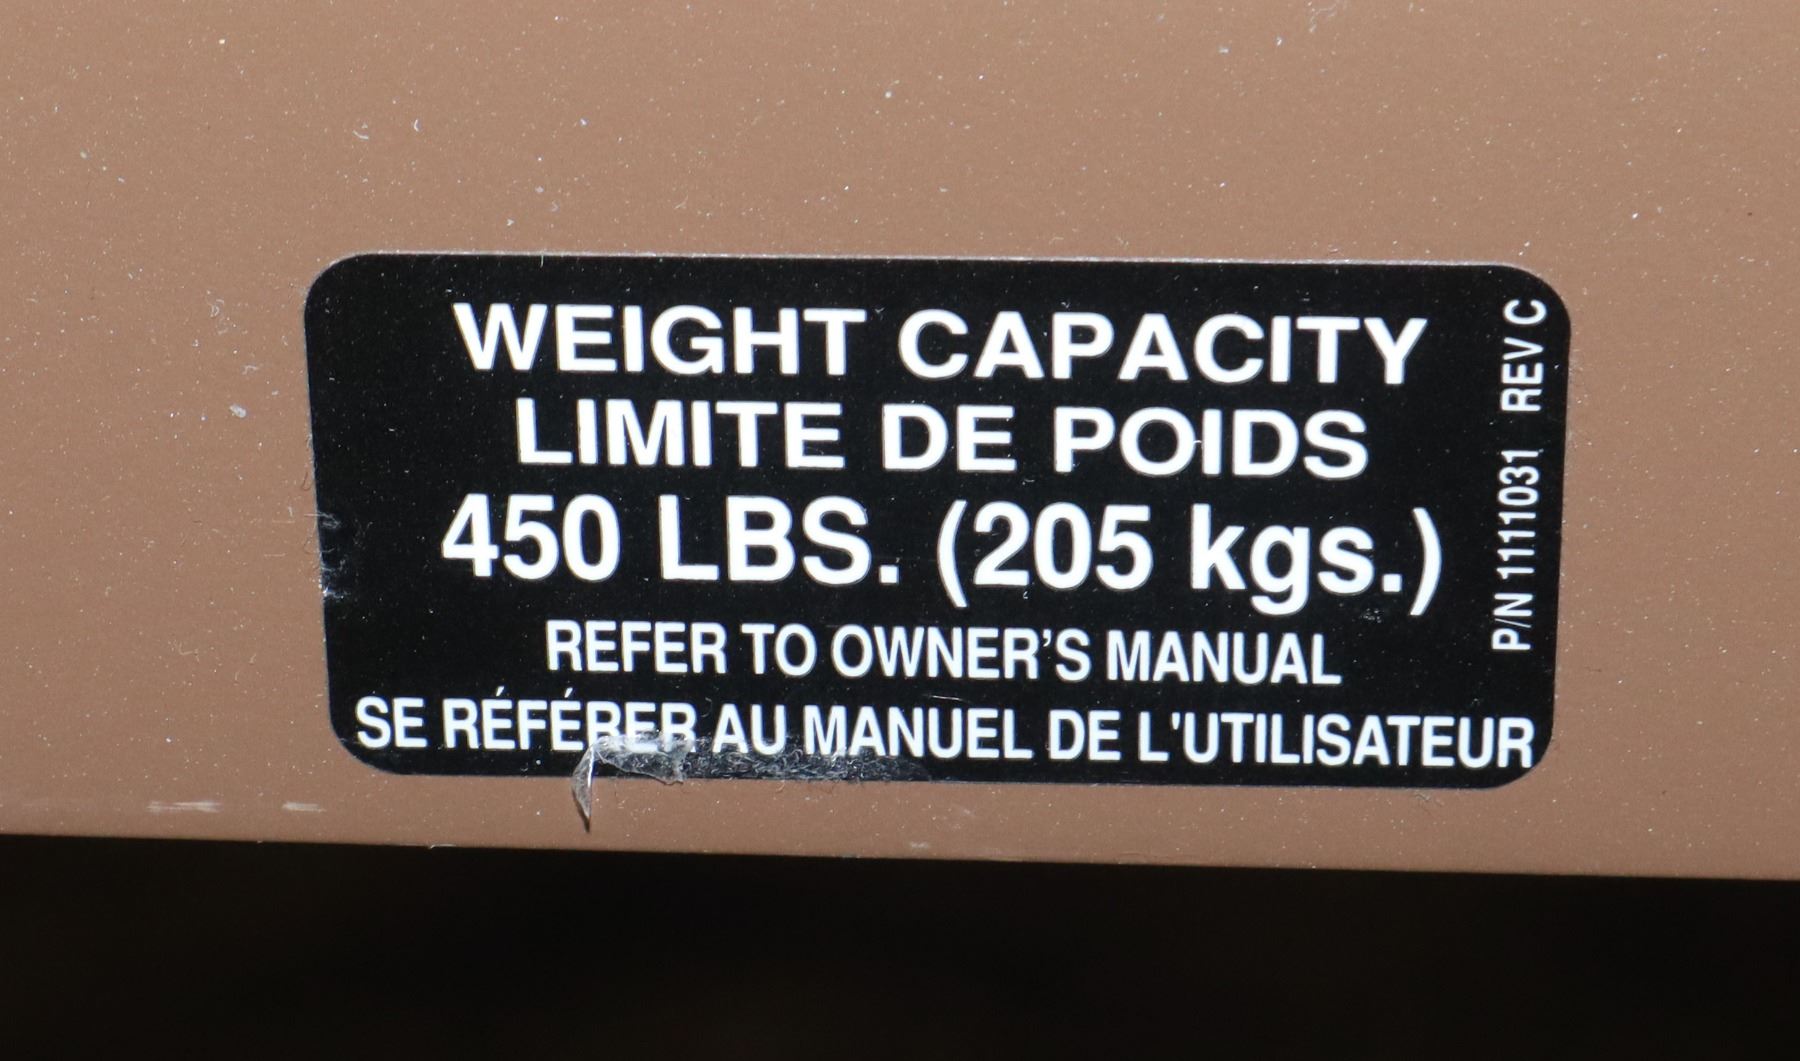 WEIGHT CAPACITY
LIMITE DE POIDS
450 LBS. (205 kgs.)
REFER TO OWNER'S MANUAL
SE RÉFÉRER AU MANUEL DE L'UTILISATEUR
P/N 1111031 REV C